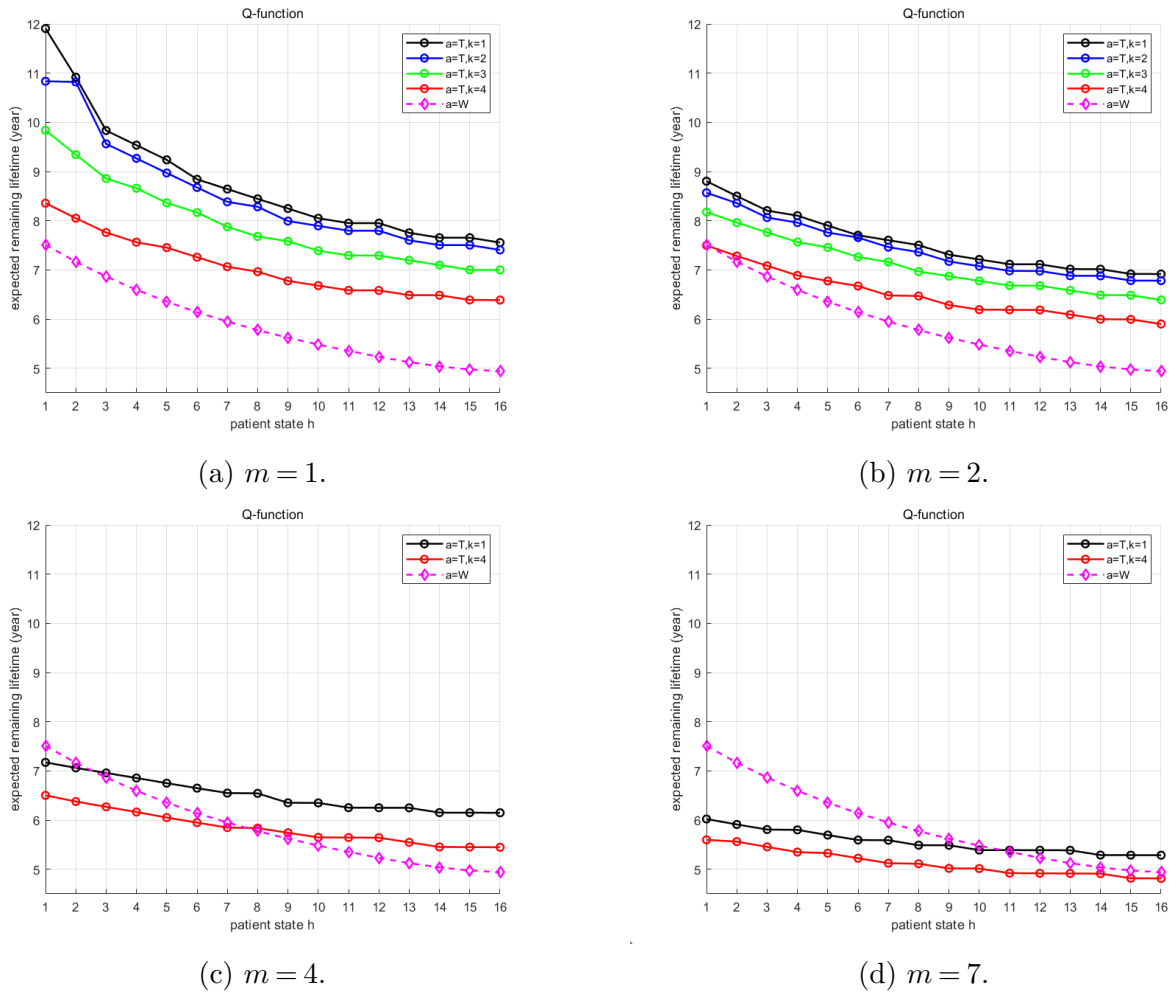 Q-function
expected remaining lifetime (year)
12
11
10
9
8
7
6
5
a=T,k=1
a=T,k=2
a=T,k=3
a=T,k=4
a=W
1 2 3 4 5 6 7 8 9 10 11 12 13 14 15 16
patient state h
(a) m = 1.
Q-function
expected remaining lifetime (year)
12
11
10
9
8
7
6
5
a=T,k=1
a=T,k=2
a=T,k=3
a=T,k=4
a=W
1 2 3 4 5 6 7 8 9 10 11 12 13 14 15 16
patient state h
(b) m = 2.
Q-function
expected remaining lifetime (year)
12
11
10
9
8
7
6
5
a=T,k=1
a=T,k=4
a=W
1 2 3 4 5 6 7 8 9 10 11 12 13 14 15 16
patient state h
(c) m = 4.
Q-function
expected remaining lifetime (year)
12
11
10
9
8
7
6
5
a=T,k=1
a=T,k=4
a=W
1 2 3 4 5 6 7 8 9 10 11 12 13 14 15 16
patient state h
(d) m = 7.